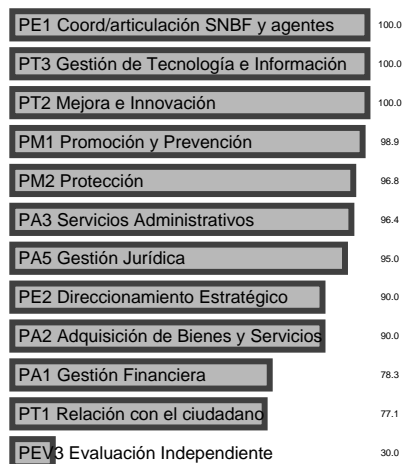 PE1 Coord/articulación SNBF y agentes 100.0
PT3 Gestión de Tecnología e Información 100.0
PT2 Mejora e Innovación 100.0
PM1 Promoción y Prevención 98.9
PM2 Protección 96.8
PA3 Servicios Administrativos 96.4
PA5 Gestión Jurídica 95.0
PE2 Direccionamiento Estratégico 90.0
PA2 Adquisición de Bienes y Servicios 90.0
PA1 Gestión Financiera 78.3
PT1 Relación con el ciudadano 77.1
PEV3 Evaluación Independiente 30.0